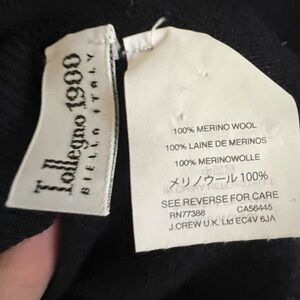 Tollegno 1900
BIELLA ITALY
100% MERINO WOOL
100% LAINE DE MERINOS
100% MERINOWOLLE
メリノウール 100%
SEE REVERSE FOR CARE
RN77388 CA56445
J.CREW U.K. Ltd EC4V 6JA